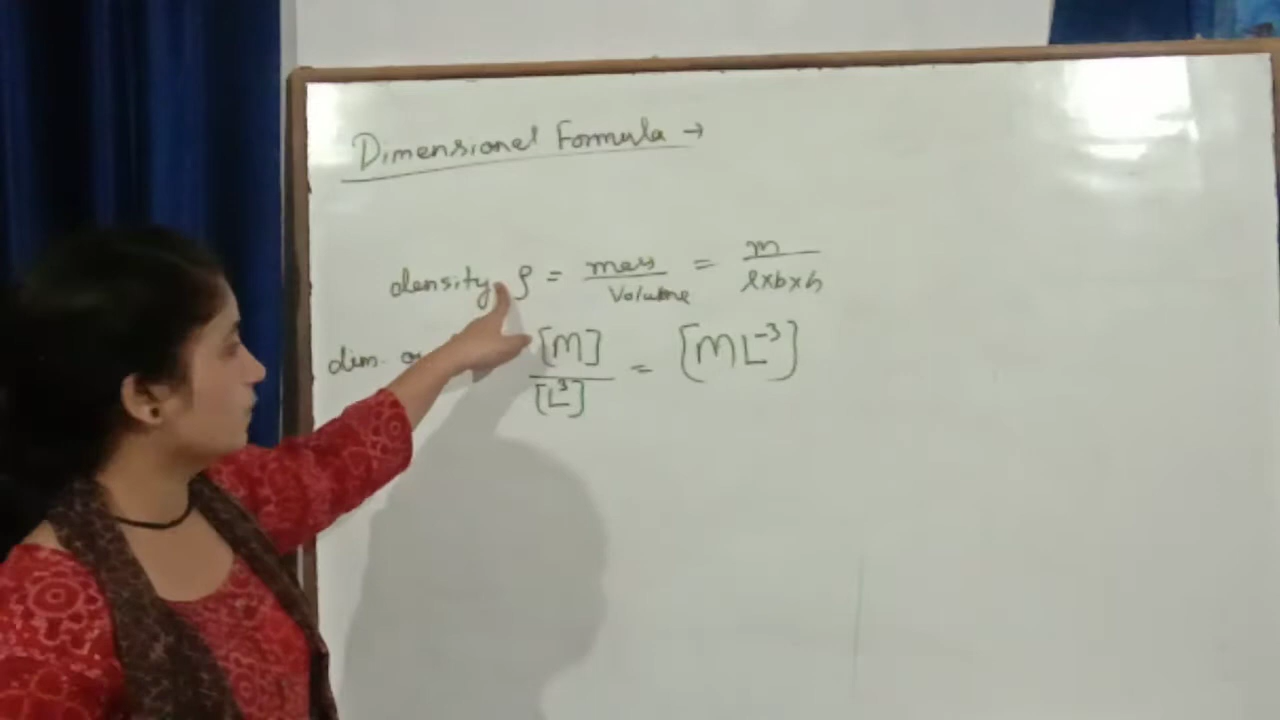 Dimensional Formula →
density ρ = mass / Volume = m / l×b×h
dim. [M] / [L³] = [ML⁻³]